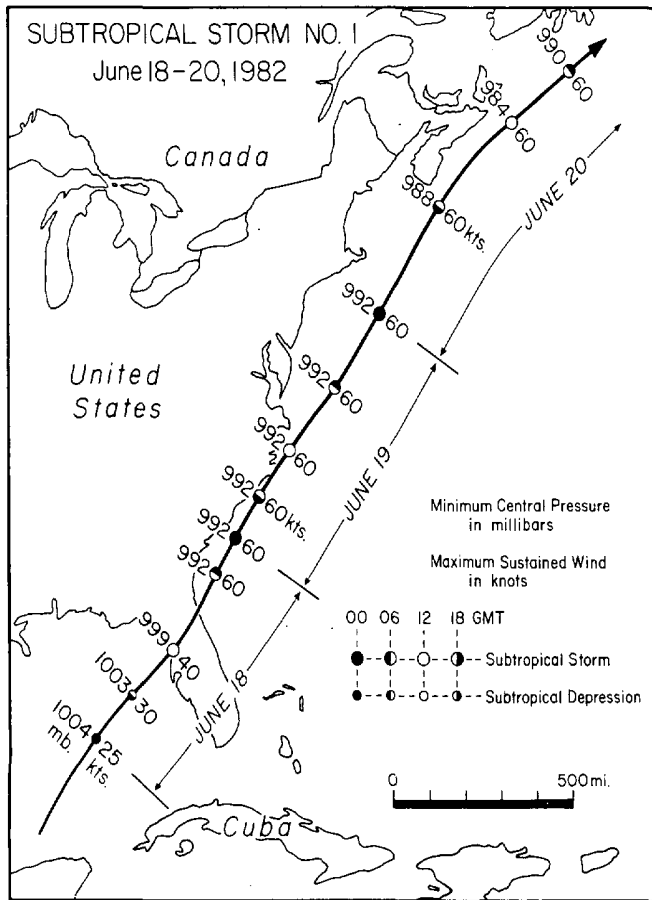 SUBTROPICAL STORM NO. 1
June 18-20, 1982
Canada
United
States
Cuba
990 60
984 60
988 60 kts.
992 60
992 60
992 60
992 60 kts.
992 60
992 60
999 40
1003 30
1004 25
mb. kts.
JUNE 20
JUNE 19
JUNE 18
Minimum Central Pressure
in millibars
Maximum Sustained Wind
in knots
00 06 12 18 GMT
Subtropical Storm
Subtropical Depression
0 500 mi.